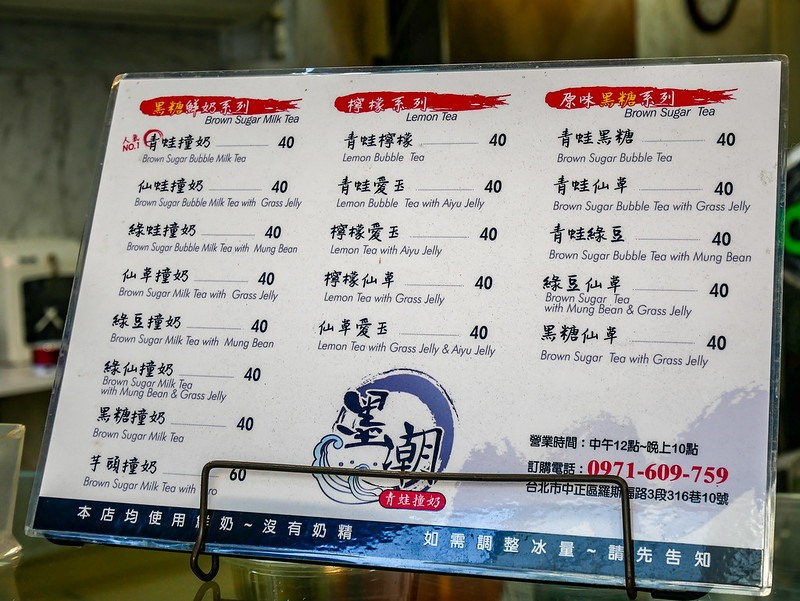 黑糖鮮奶系列
Brown Sugar Milk Tea
人氣
NO.1
青蛙撞奶 40
Brown Sugar Bubble Milk Tea
仙蛙撞奶 40
Brown Sugar Bubble Milk Tea with Grass Jelly
綠蛙撞奶 40
Brown Sugar Bubble Milk Tea with Mung Bean
仙草撞奶 40
Brown Sugar Milk Tea with Grass Jelly
綠豆撞奶 40
Brown Sugar Milk Tea with Mung Bean
綠仙撞奶 40
Brown Sugar Milk Tea
with Mung Bean & Grass Jelly
黑糖撞奶 40
Brown Sugar Milk Tea
芋頭撞奶 60
Brown Sugar Milk Tea with
檸檬系列
Lemon Tea
青蛙檸檬 40
Lemon Bubble Tea
青蛙愛玉 40
Lemon Bubble Tea with Aiyu Jelly
檸檬愛玉 40
Lemon Tea with Aiyu Jelly
檸檬仙草 40
Lemon Tea with Grass Jelly
仙草愛玉 40
Lemon Tea with Grass Jelly & Aiyu Jelly
原味黑糖系列
Brown Sugar Tea
青蛙黑糖 40
Brown Sugar Bubble Tea
青蛙仙草 40
Brown Sugar Bubble Tea with Grass Jelly
青蛙綠豆 40
Brown Sugar Bubble Tea with Mung Bean
綠豆仙草 40
Brown Sugar Tea
with Mung Bean & Grass Jelly
黑糖仙草 40
Brown Sugar Tea with Grass Jelly
墨潮
青蛙撞奶
營業時間：中午12點~晚上10點
訂購電話：0971-609-759
台北市中正區羅斯福路3段316巷10號
本店均使用鮮奶~沒有奶精
如需調整冰量~請先告知